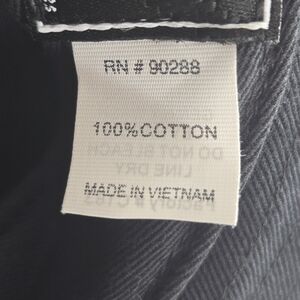 RN # 90288
100% COTTON
DO NOT BLEACH
LINE DRY
MADE IN VIETNAM